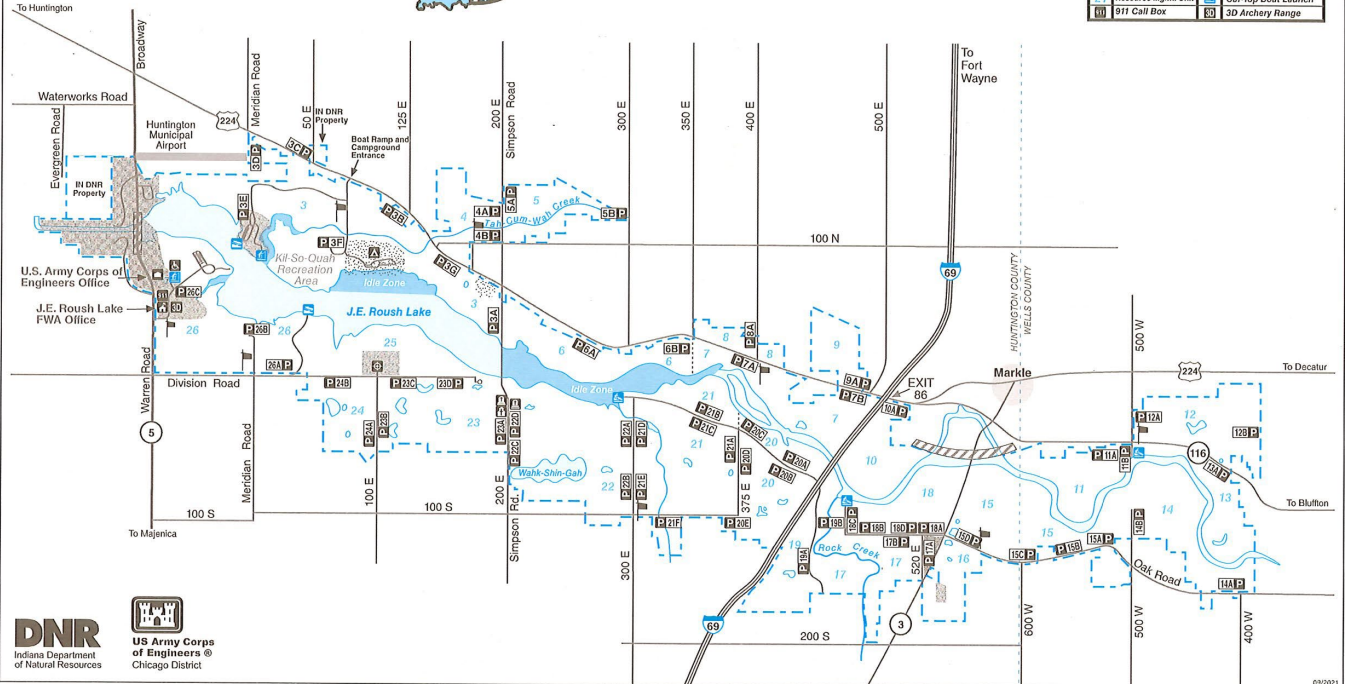 To Huntington
911 Call Box
3D
3D Archery Range
Broadway
Meridian Road
50 E
IN DNR
Property
125 E
200 E
Simpson Road
300 E
350 E
400 E
500 E
To
Fort
Wayne
Waterworks Road
Evergreen Road
Huntington
Municipal
Airport
224
Boat Ramp and
Campground
Entrance
3D P
3C P
IN DNR
Property
P 3E
3
P 3B
4
4A P
5A P
5
Tah-Cum-Wah Creek
5B P
4B P
P 3F
P 3G
100 N
69
HUNTINGTON COUNTY
WELLS COUNTY
Kil-So-Quah
Recreation
Area
U.S. Army Corps of
Engineers Office
P 26C
J.E. Roush Lake
FWA Office
3D
Idle Zone
J.E. Roush Lake
3
P 3A
26
P 26B
26
25
26A P
6
P 6A
6B P
6
7
8
P 8A
8
P 7A
9
9A P
P 7B
EXIT
86
10A P
Markle
500 W
224
To Decatur
Division Road
Warren Road
5
P 24B
P 23C
23D P
Idle Zone
21
P 21B
P 21C
7
24
P 24A
P 23B
23
P 22A
P 22C
P 22D
P 22A
P 21D
21
P 21A
P 20C
20
P 20D
P 20A
P 20B
10
P 12A
12
12B P
116
P 11A
11B P
13A P
13
To Bluffton
Meridian Road
Wahk-Shin-Gah
22
P 22B
P 21E
20
375 E
18
15
11
14
100 S
100 E
100 S
200 E
Simpson Rd.
P 21F
P 20E
P 19B
18C P
P 18B
18D P
P 18A
17B P
P 17A
15D P
15
14B P
To Majenica
300 E
19
P 19A
Rock Creek
17
17
520 E
16
15C P
P 15B
15A P
Oak Road
14A P
69
200 S
3
600 W
500 W
400 W
DNR
Indiana Department
of Natural Resources
US Army Corps
of Engineers ®
Chicago District
09/2021